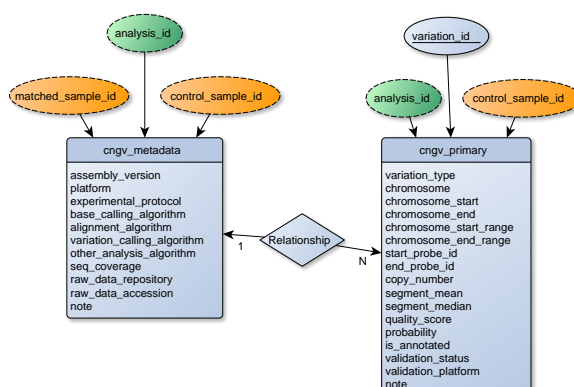 analysis_id
variation_id
matched_sample_id
control_sample_id
analysis_id
control_sample_id
cngv_metadata
assembly_version
platform
experimental_protocol
base_calling_algorithm
alignment_algorithm
variation_calling_algorithm
other_analysis_algorithm
seq_coverage
raw_data_repository
raw_data_accession
note
1
Relationship
N
cngv_primary
variation_type
chromosome
chromosome_start
chromosome_end
chromosome_start_range
chromosome_end_range
start_probe_id
end_probe_id
copy_number
segment_mean
segment_median
quality_score
probability
is_annotated
validation_status
validation_platform
note